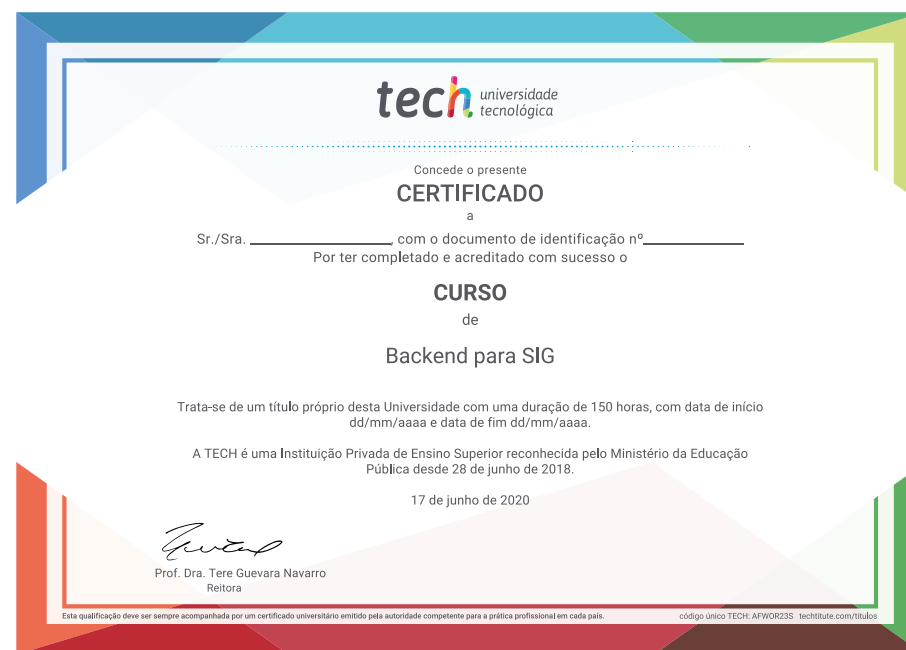 tech universidade
tecnológica
Concede o presente
CERTIFICADO
a
Sr./Sra. ________________, com o documento de identificação nº____________
Por ter completado e acreditado com sucesso o
CURSO
de
Backend para SIG
Trata-se de um título próprio desta Universidade com uma duração de 150 horas, com data de início
dd/mm/aaaa e data de fim dd/mm/aaaa.
A TECH é uma Instituição Privada de Ensino Superior reconhecida pelo Ministério da Educação
Pública desde 28 de junho de 2018.
17 de junho de 2020
Prof. Dra. Tere Guevara Navarro
Reitora
Esta qualificação deve ser sempre acompanhada por um certificado universitário emitido pela autoridade competente para a prática profissional em cada país.
código único TECH: AFWOR23S techtitute.com/títulos